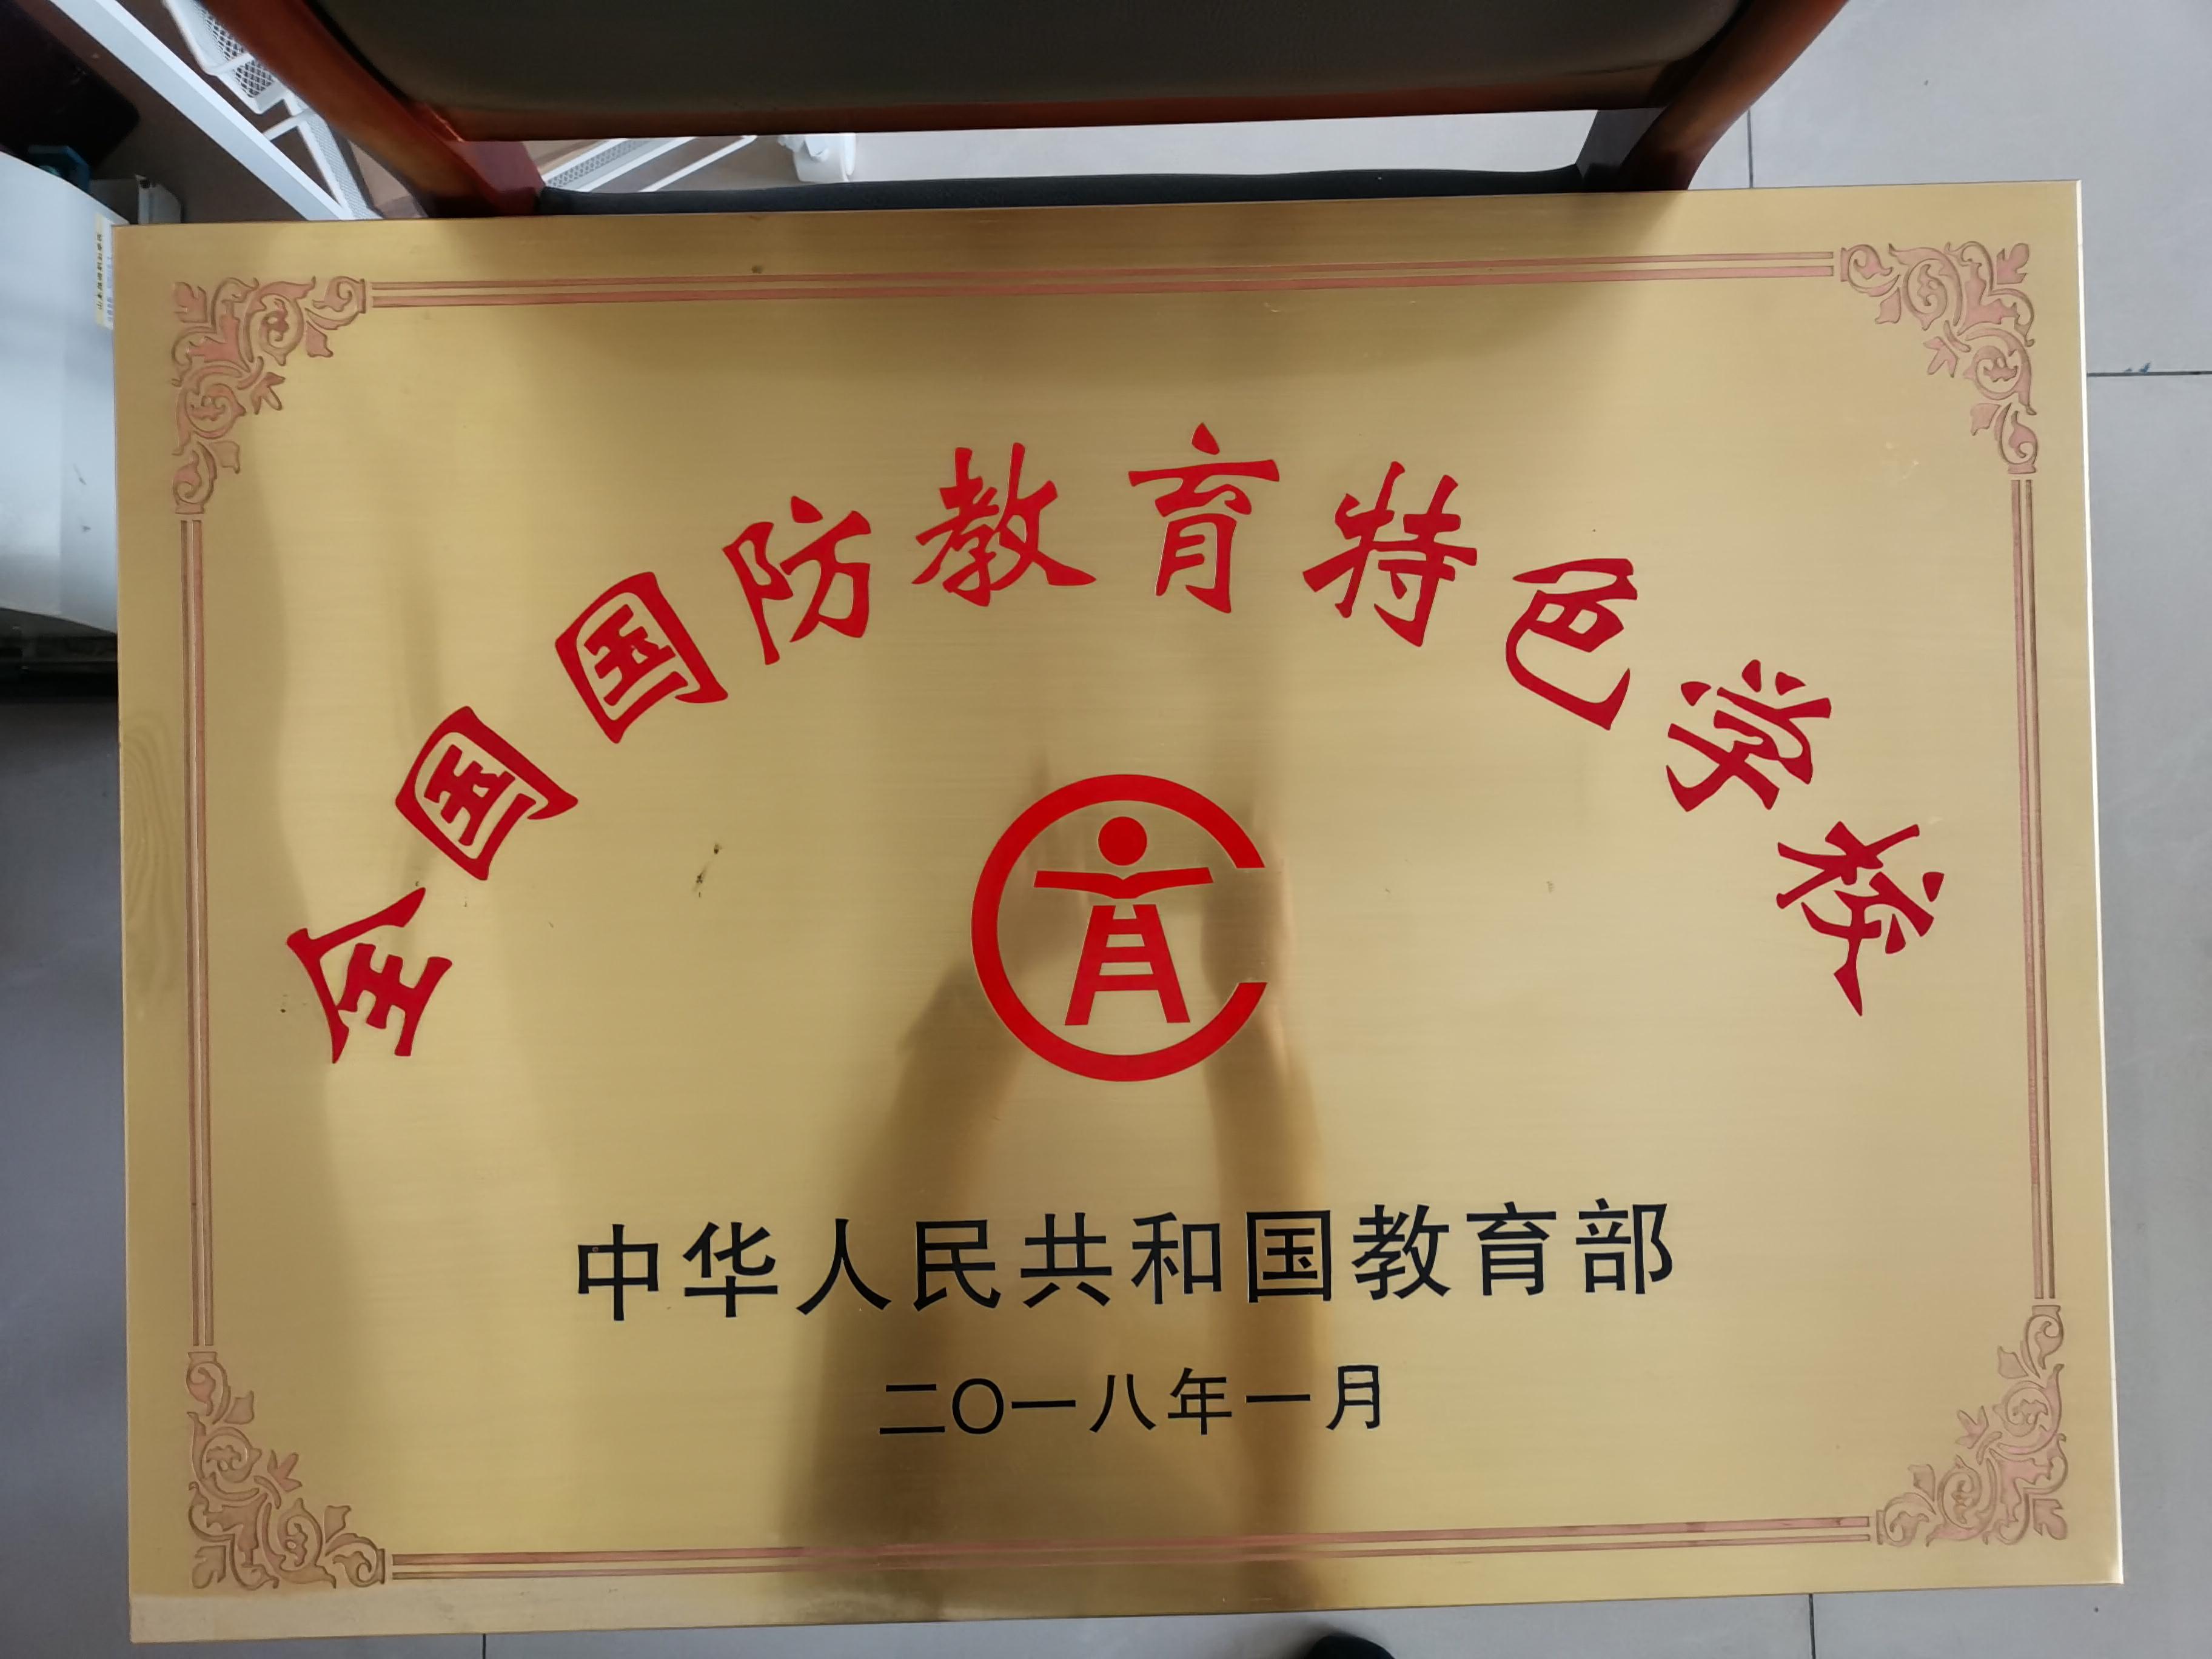 全国国防教育特色学校
中华人民共和国教育部
二〇一八年一月